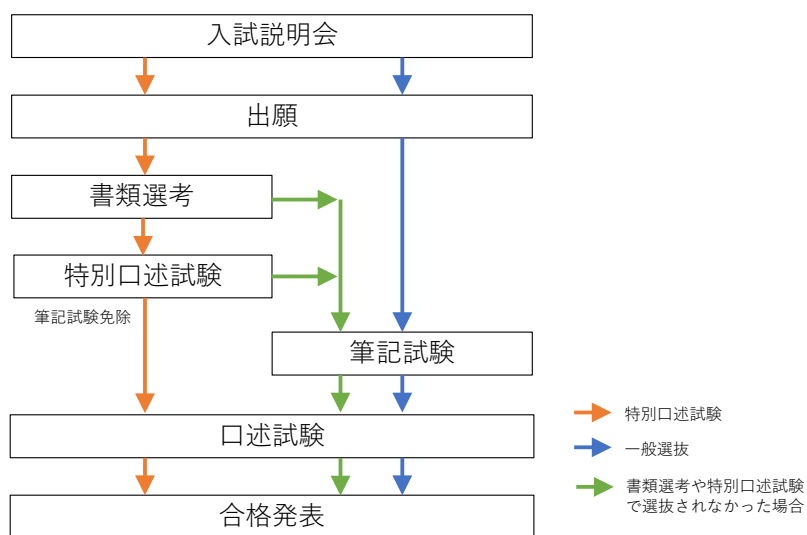 入試説明会
出願
書類選考
特別口述試験
筆記試験免除
筆記試験
口述試験
合格発表
特別口述試験
一般選抜
書類選考や特別口述試験
で選抜されなかった場合